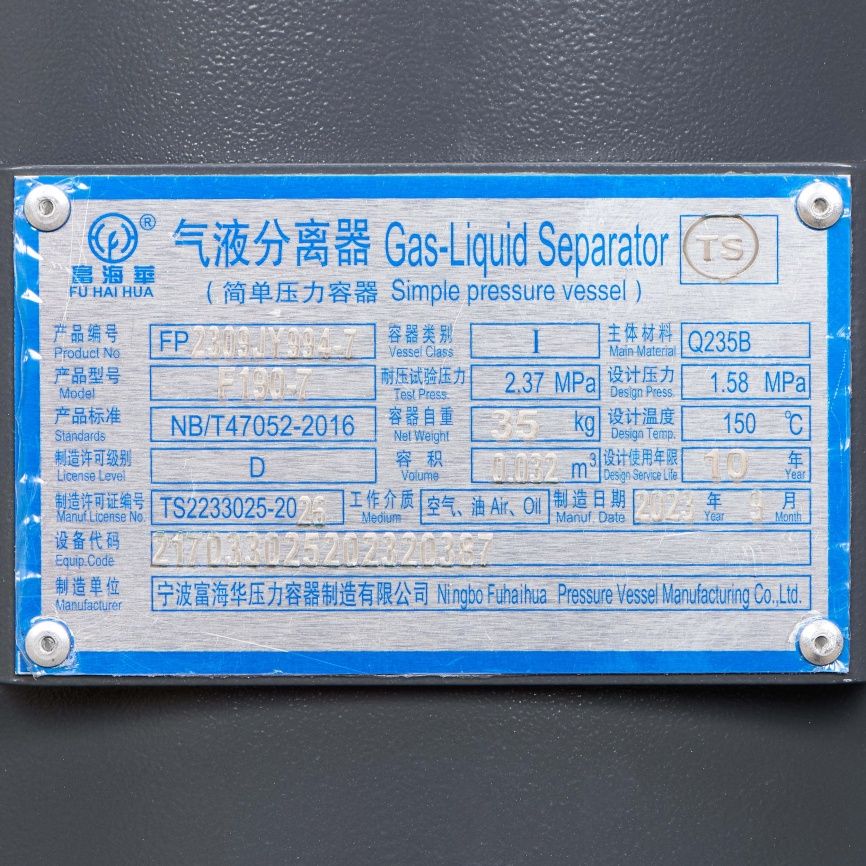 ® 气液分离器 Gas-Liquid Separator TS
富海華
FU HAI HUA
(简单压力容器 Simple pressure vessel)
产品编号 Product No FP2309JY994-7 容器类别 Vessel Class I 主体材料 Main Material Q235B
产品型号 Model F190-7 耐压试验压力 Test Press. 2.37 MPa 设计压力 Design Press. 1.58 MPa
产品标准 Standards NB/T47052-2016 容器自重 Net Weight 35 kg 设计温度 Design Temp. 150 ℃
制造许可级别 License Level D 容积 Volume 0.032 m³ 设计使用年限 Design Service Life 10 年 Year
制造许可证编号 Manuf License No. TS2233025-2026 工作介质 Medium 空气、油 Air、Oil 制造日期 Manuf. Date 2023 年 Year 9 月 Month
设备代码 Equip.Code 217033025202320387
制造单位 Manufacturer 宁波富海华压力容器制造有限公司 Ningbo Fuhaihua Pressure Vessel Manufacturing Co.,Ltd.